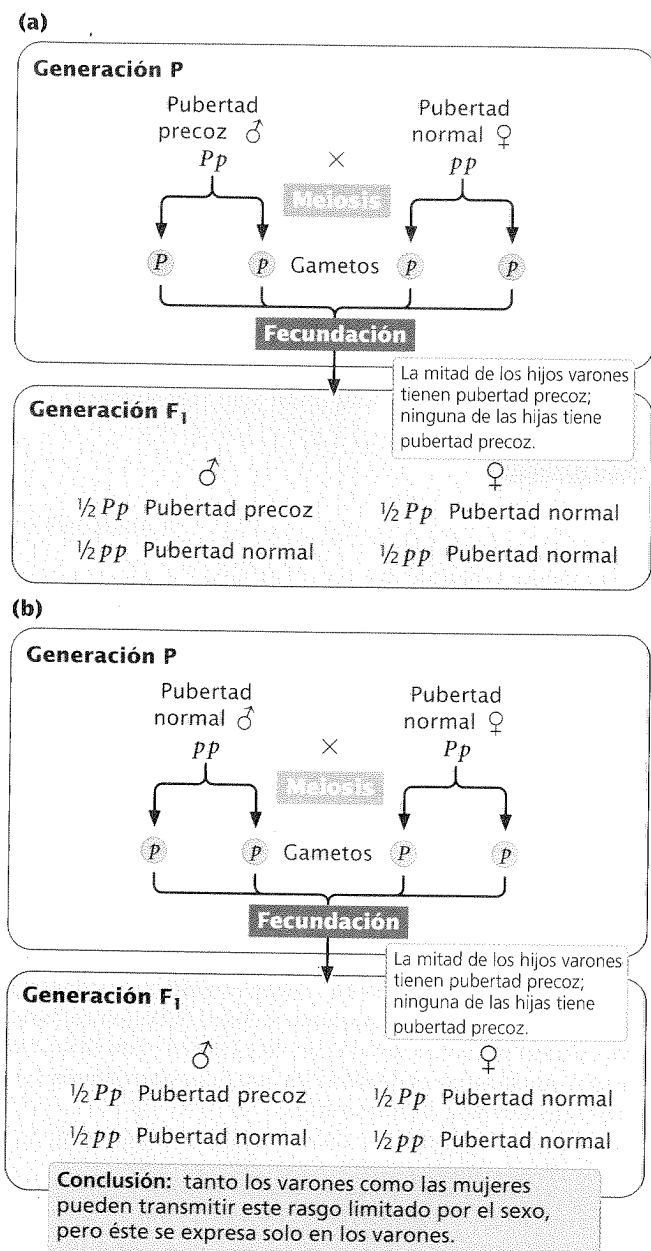 (a)
Generación P
Pubertad
precoz ♂
Pubertad
normal ♀
Pp × pp
Meiosis
P p Gametos p p
Fecundación
La mitad de los hijos varones
tienen pubertad precoz;
ninguna de las hijas tiene
pubertad precoz.
Generación F₁
♂ ♀
½ Pp Pubertad precoz ½ Pp Pubertad normal
½ pp Pubertad normal ½ pp Pubertad normal
(b)
Generación P
Pubertad
normal ♂
Pubertad
normal ♀
pp × Pp
Meiosis
p p Gametos P p
Fecundación
La mitad de los hijos varones
tienen pubertad precoz;
ninguna de las hijas tiene
pubertad precoz.
Generación F₁
♂ ♀
½ Pp Pubertad precoz ½ Pp Pubertad normal
½ pp Pubertad normal ½ pp Pubertad normal
Conclusión: tanto los varones como las mujeres
pueden transmitir este rasgo limitado por el sexo,
pero éste se expresa solo en los varones.